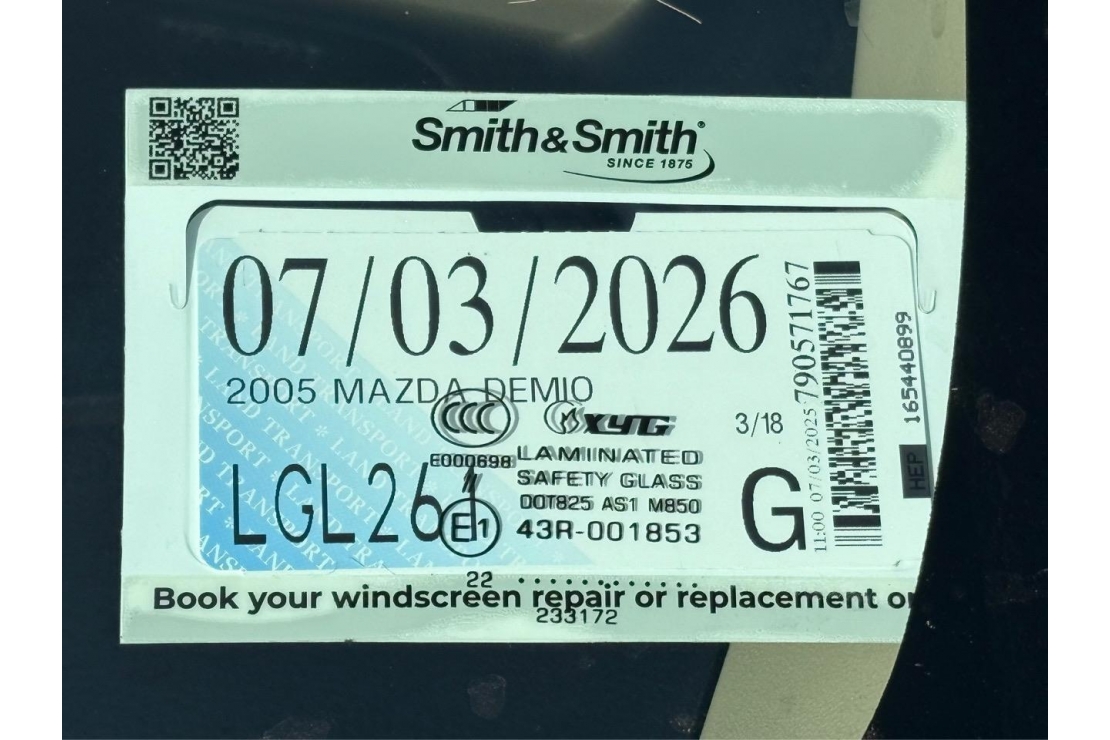 Smith&Smith®
SINCE 1875
07/03/2026
2005 MAZDA DEMIO
CCC
XYG
3/18
E000698
LAMINATED
SAFETY GLASS
DOT825 AS1 M850
43R-001853
E1
LGL261
G
22
233172
11:00 07/03/2025 790571767
HEP 165440899
Book your windscreen repair or replacement